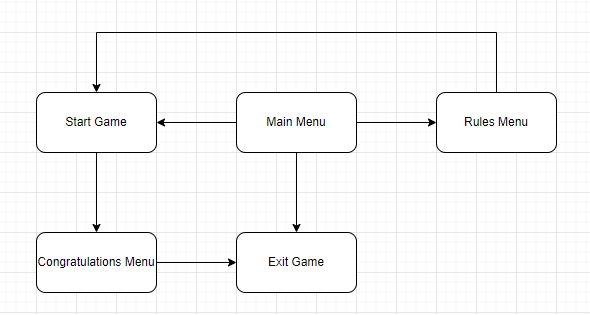 Start Game
Main Menu
Rules Menu
Congratulations Menu
Exit Game